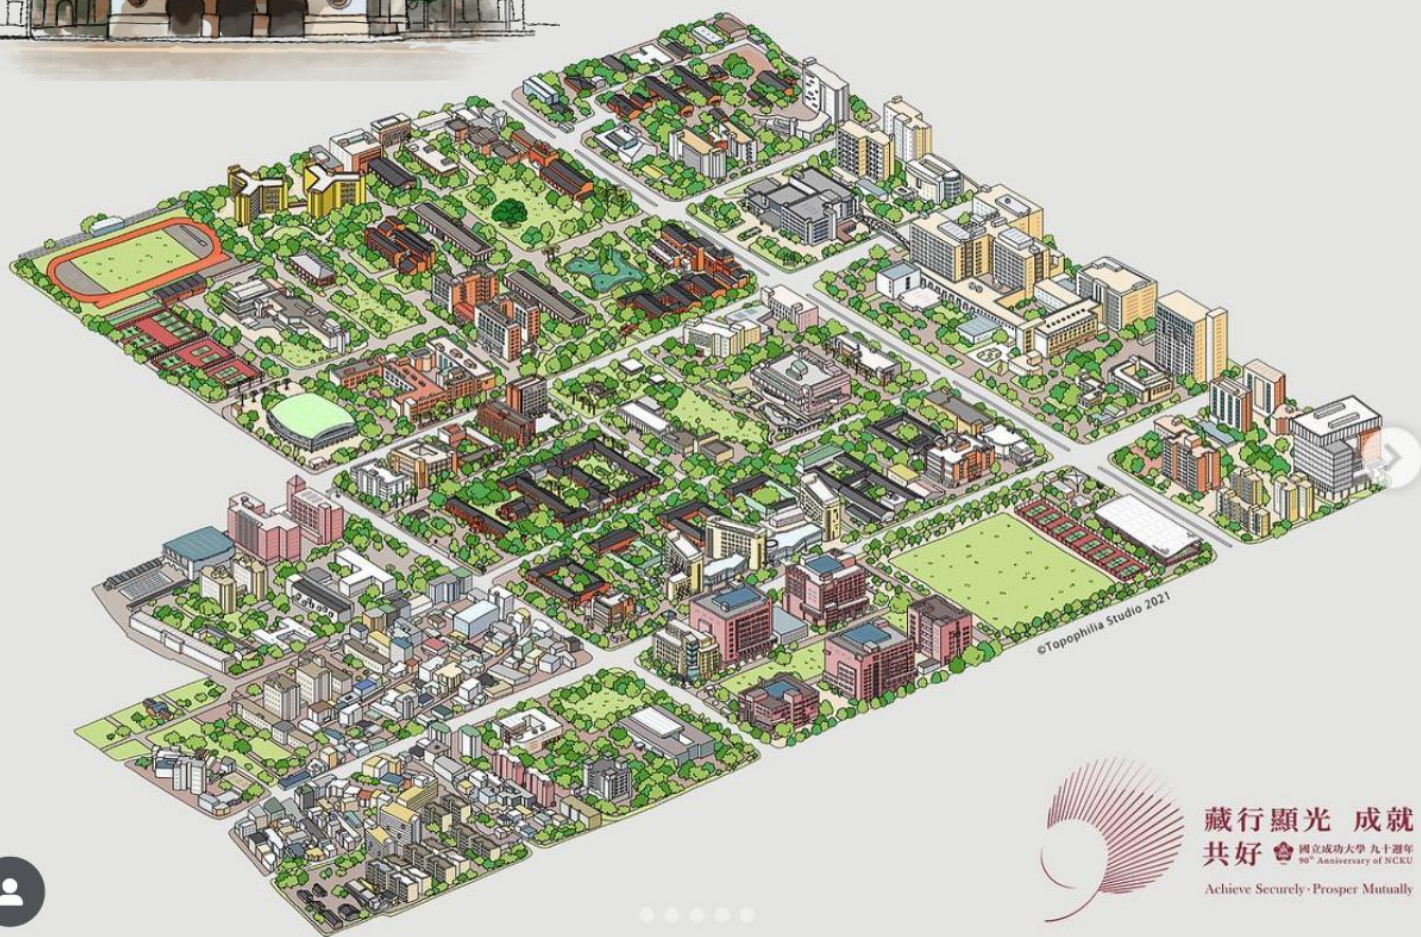 ©Topophilia Studio 2021
藏行顯光 成就
共好 國立成功大學 九十週年
90th Anniversary of NCKU
Achieve Securely·Prosper Mutually